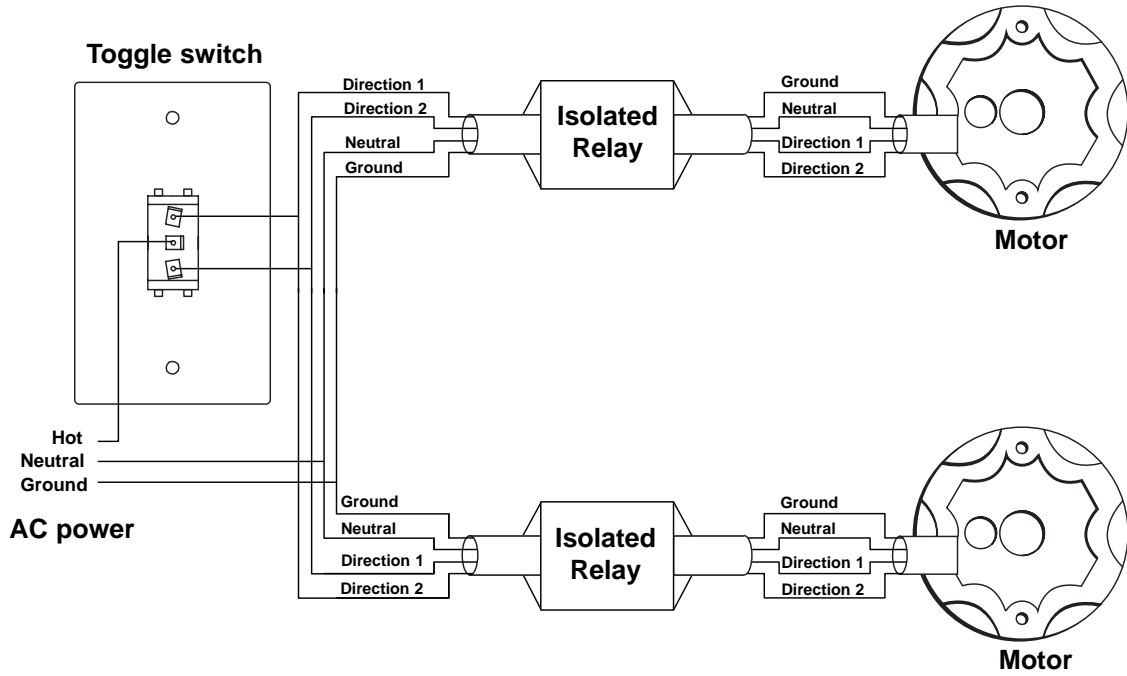 Toggle switch
Direction 1
Direction 2
Neutral
Ground
Isolated
Relay
Ground
Neutral
Direction 1
Direction 2
Motor
Hot
Neutral
Ground
AC power
Ground
Neutral
Direction 1
Direction 2
Isolated
Relay
Ground
Neutral
Direction 1
Direction 2
Motor